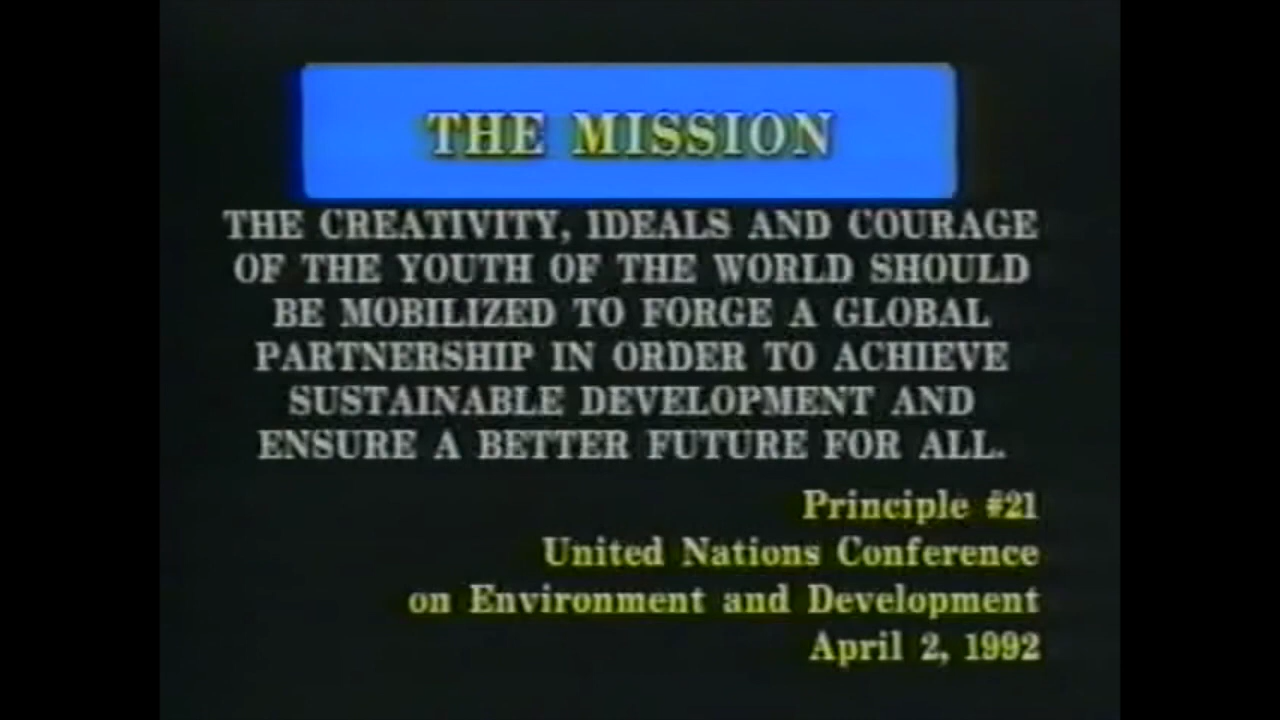 THE MISSION
THE CREATIVITY, IDEALS AND COURAGE
OF THE YOUTH OF THE WORLD SHOULD
BE MOBILIZED TO FORGE A GLOBAL
PARTNERSHIP IN ORDER TO ACHIEVE
SUSTAINABLE DEVELOPMENT AND
ENSURE A BETTER FUTURE FOR ALL.
Principle #21
United Nations Conference
on Environment and Development
April 2, 1992